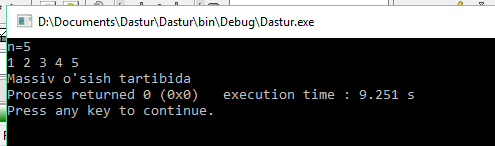 D:\Documents\Dastur\Dastur\bin\Debug\Dastur.exe
n=5
1 2 3 4 5
Massiv o'sish tartibida
Process returned 0 (0x0)   execution time : 9.251 s
Press any key to continue.